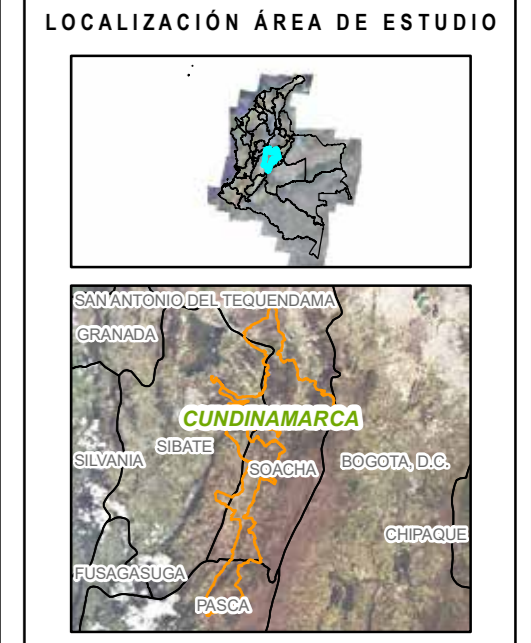 LOCALIZACIÓN ÁREA DE ESTUDIO
SAN ANTONIO DEL TEQUENDAMA
GRANADA
CUNDINAMARCA
SIBATE
SILVANIA
SOACHA
BOGOTA, D.C.
CHIPAQUE
FUSAGASUGA
PASCA